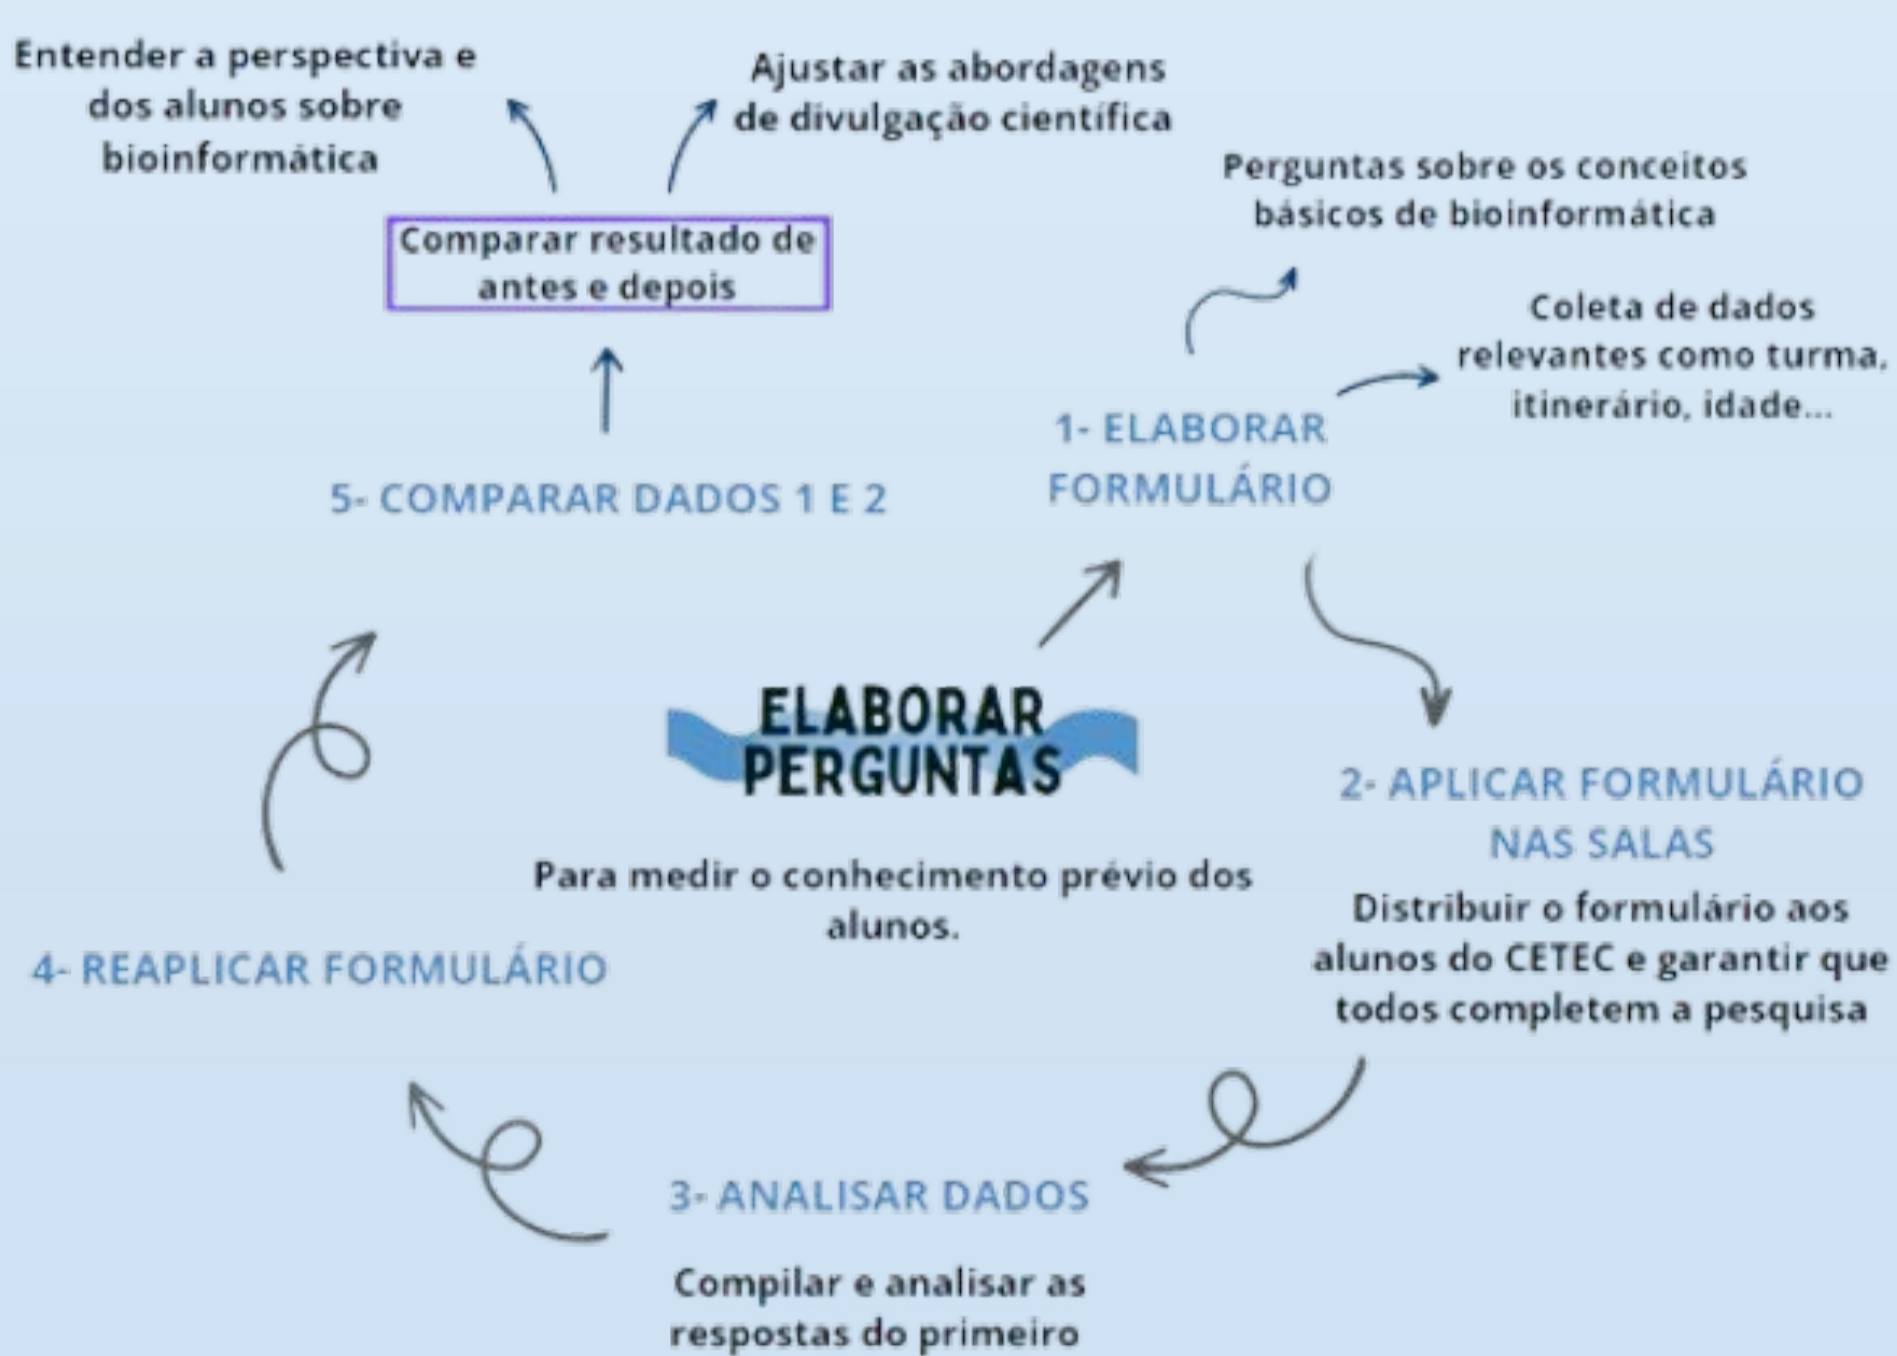 Entender a perspectiva e
dos alunos sobre
bioinformática
Ajustar as abordagens
de divulgação científica
Comparar resultado de
antes e depois
5- COMPARAR DADOS 1 E 2
Perguntas sobre os conceitos
básicos de bioinformática
Coleta de dados
relevantes como turma,
itinerário, idade...
1- ELABORAR
FORMULÁRIO
ELABORAR
PERGUNTAS
Para medir o conhecimento prévio dos
alunos.
2- APLICAR FORMULÁRIO
NAS SALAS
Distribuir o formulário aos
alunos do CETEC e garantir que
todos completem a pesquisa
3- ANALISAR DADOS
Compilar e analisar as
respostas do primeiro
4- REAPLICAR FORMULÁRIO